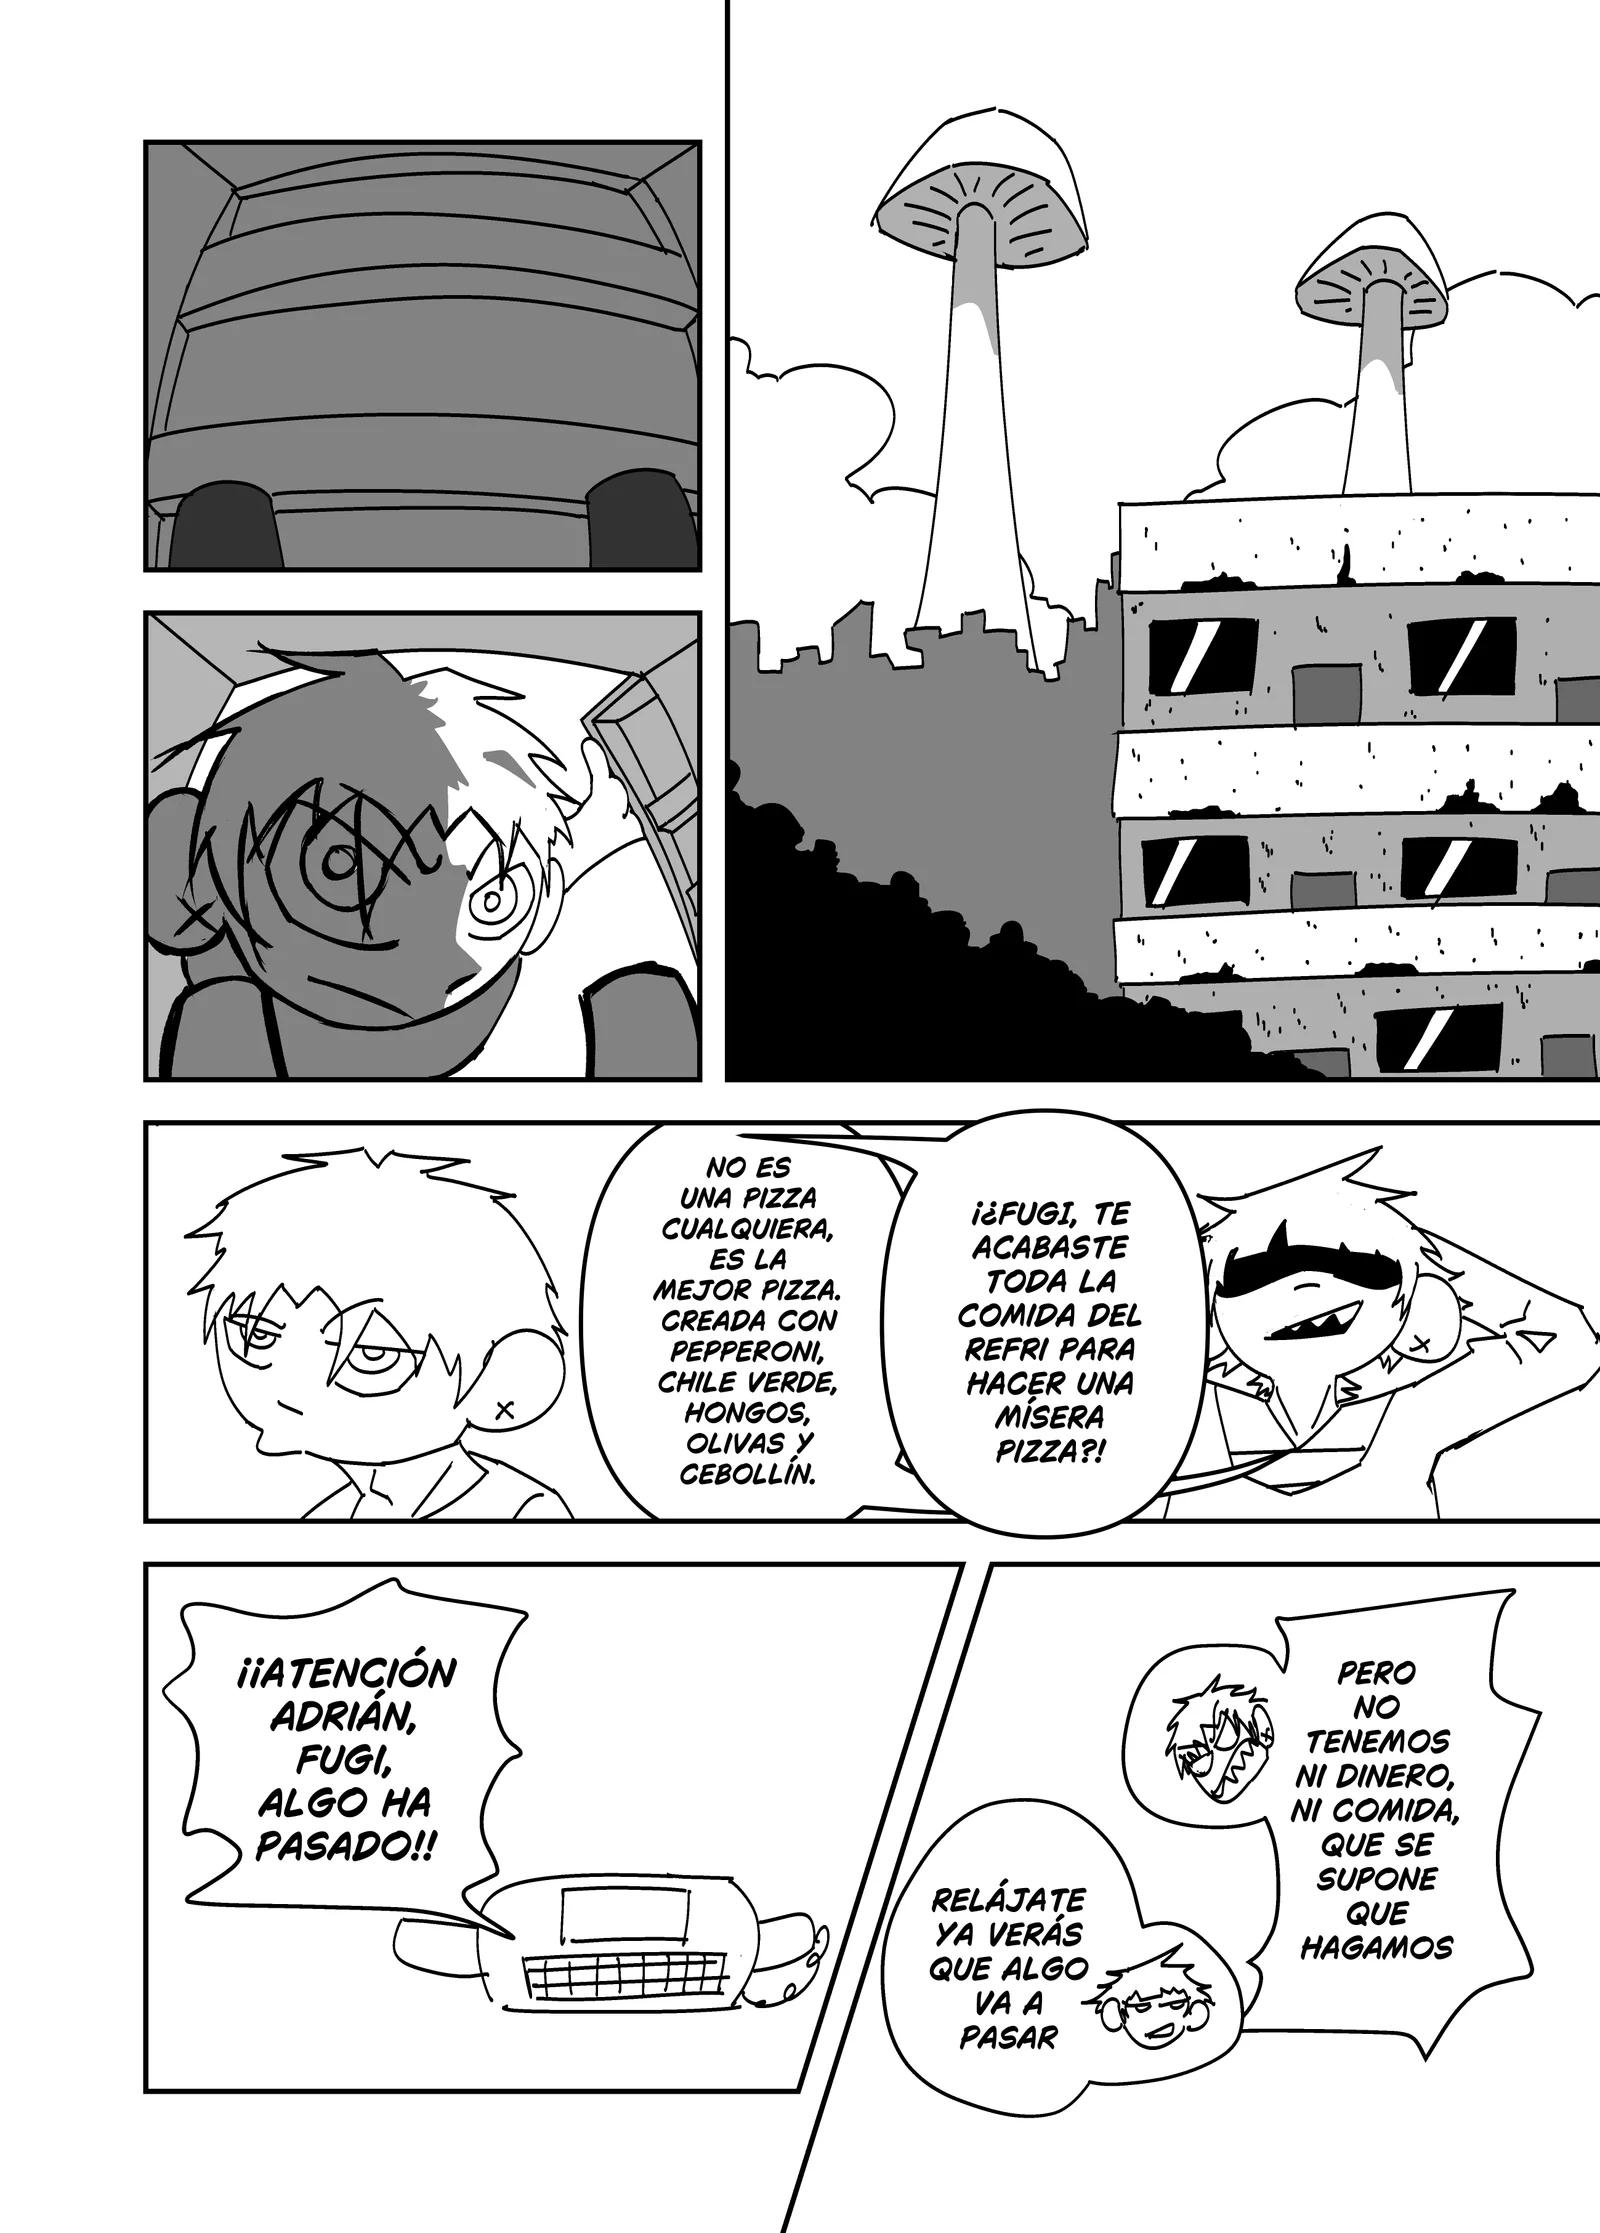 ¡¿FUGI, TE
ACABASTE
TODA LA
COMIDA DEL
REFRI PARA
HACER UNA
MÍSERA
PIZZA?!
NO ES
UNA PIZZA
CUALQUIERA,
ES LA
MEJOR PIZZA.
CREADA CON
PEPPERONI,
CHILE VERDE,
HONGOS,
OLIVAS Y
CEBOLLÍN.
PERO
NO
TENEMOS
NI DINERO,
NI COMIDA,
QUE SE
SUPONE
QUE
HAGAMOS
RELÁJATE
YA VERÁS
QUE ALGO
VA A
PASAR
¡¡ATENCIÓN
ADRIÁN,
FUGI,
ALGO HA
PASADO!!